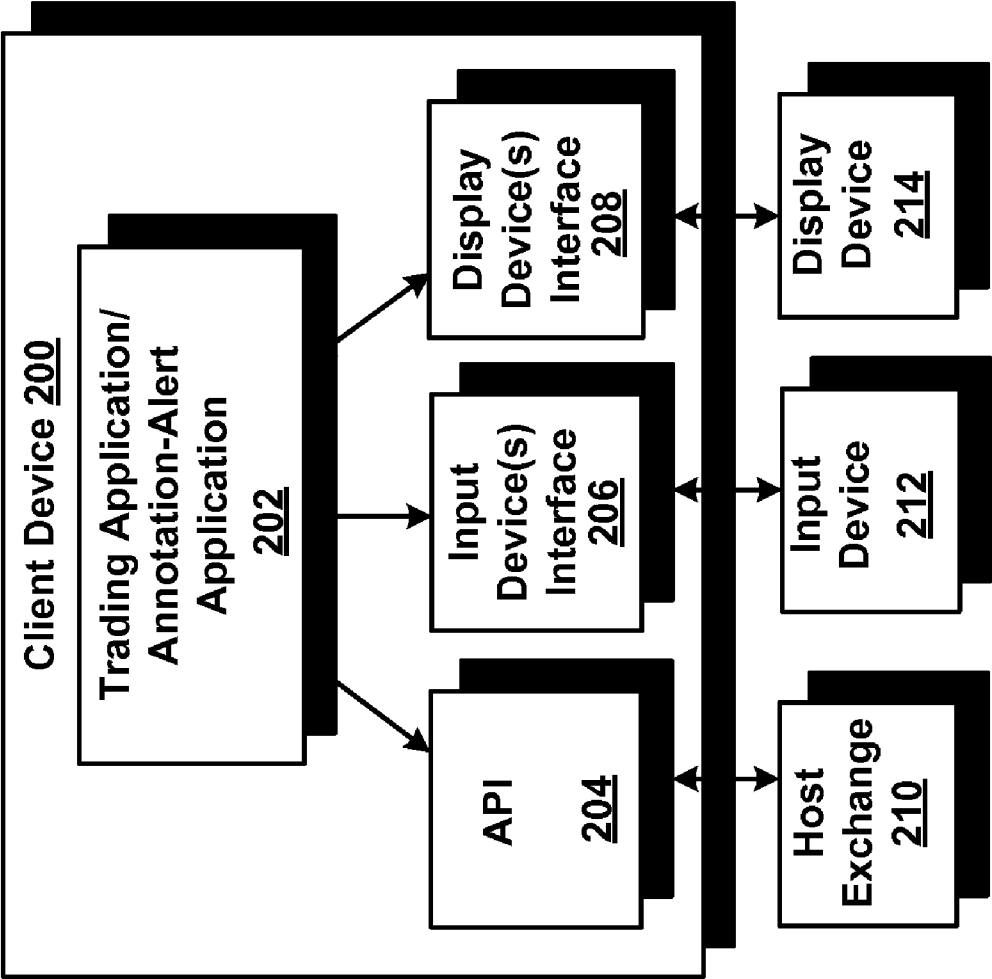 Client Device 200
Trading Application/
Annotation-Alert
Application
202
API
204
Input
Device(s)
Interface
206
Display
Device(s)
Interface
208
Host
Exchange
210
Input
Device
212
Display
Device
214